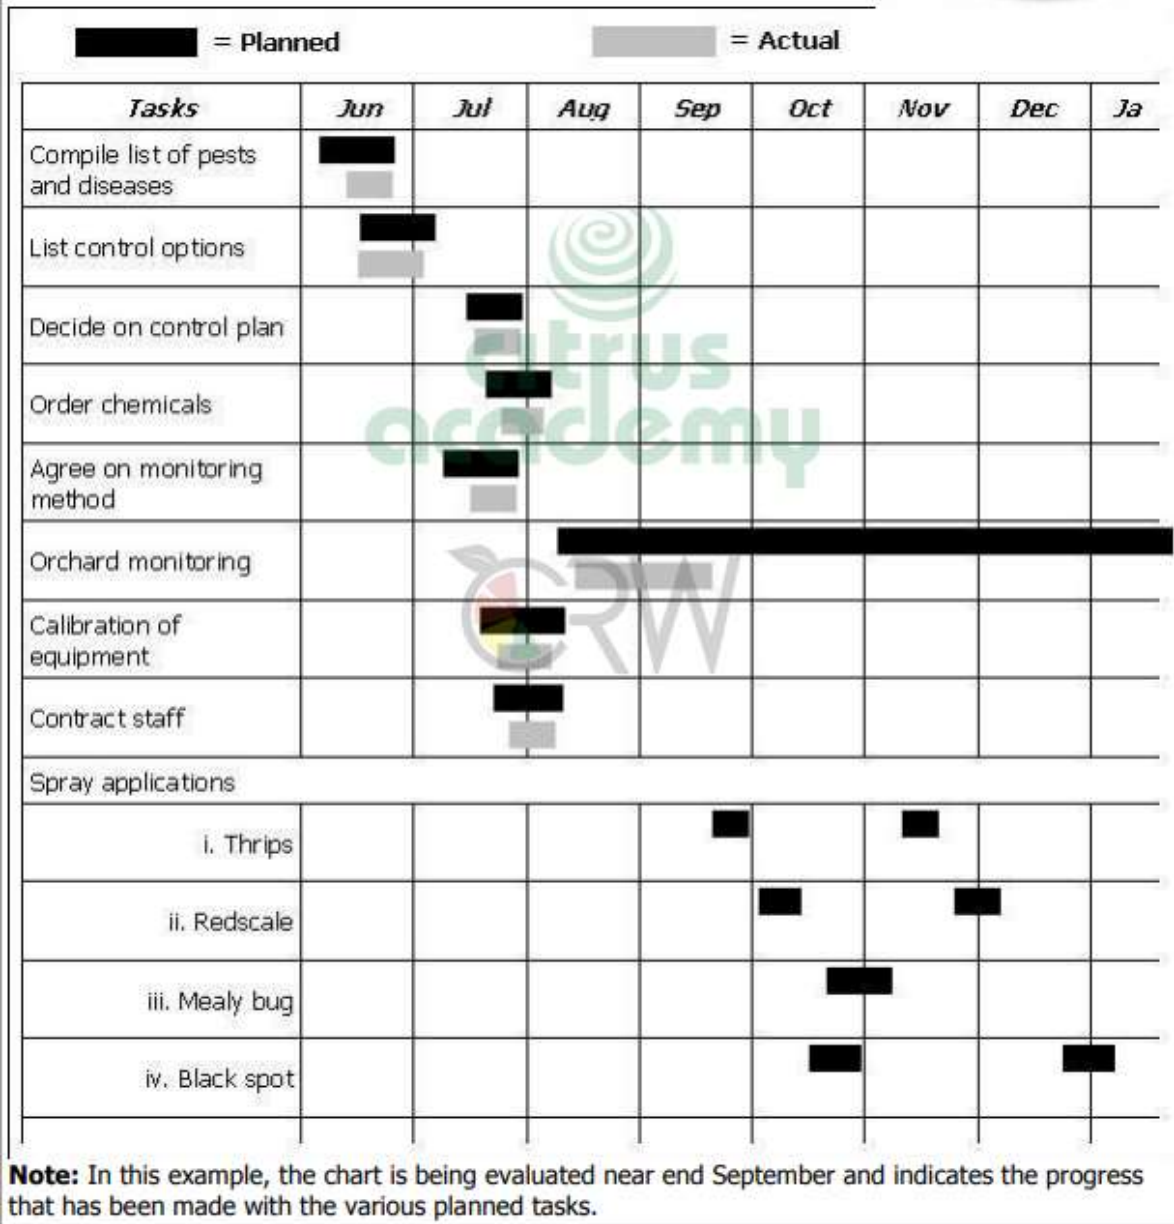 = Planned = Actual
Tasks Jun Jul Aug Sep Oct Nov Dec Ja
Compile list of pests
and diseases
List control options
Decide on control plan
Order chemicals
Agree on monitoring
method
Orchard monitoring
Calibration of
equipment
Contract staff
Spray applications
i. Thrips
ii. Redscale
iii. Mealy bug
iv. Black spot
citrus
academy
CRW
Note: In this example, the chart is being evaluated near end September and indicates the progress
that has been made with the various planned tasks.